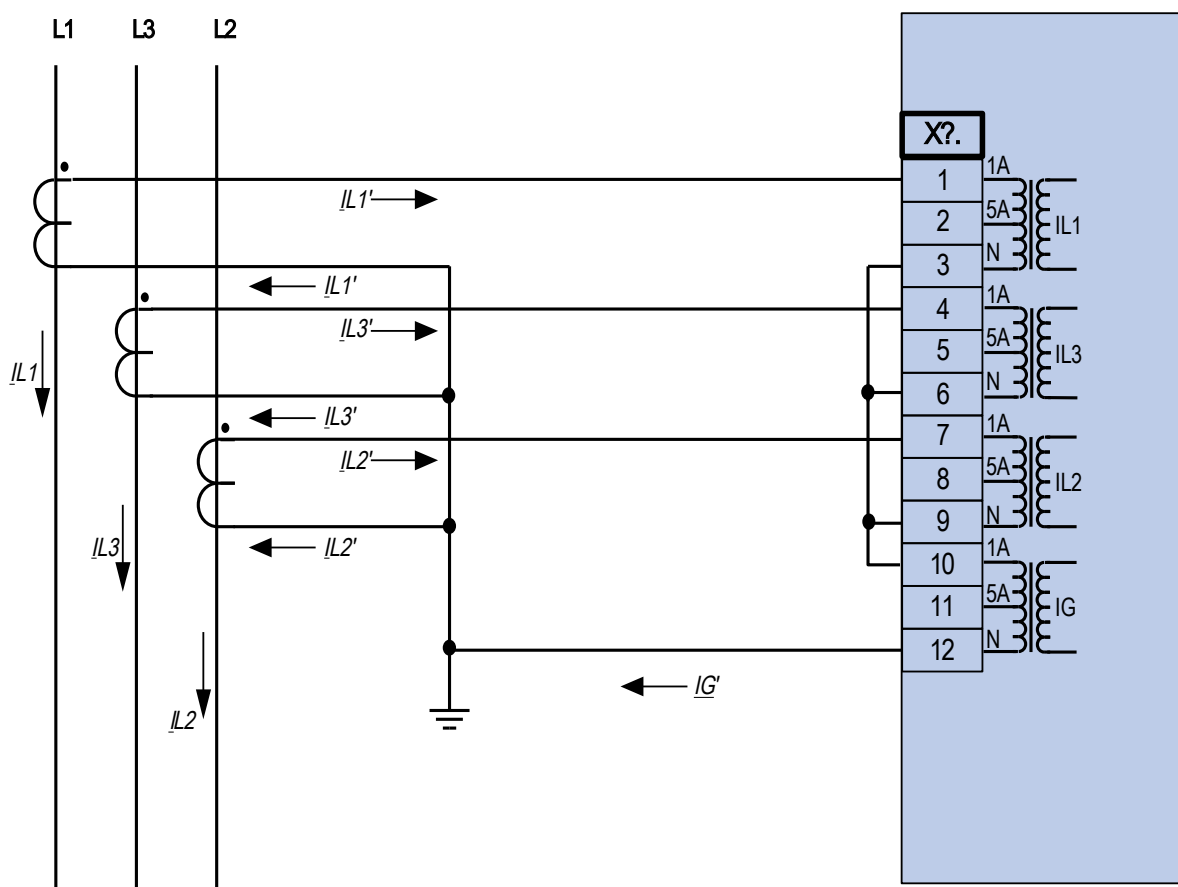 L1 L3 L2
X?.
1 1A
IL1'
2 5A IL1
3 N
IL1'
4 1A
IL3'
5 5A IL3
IL1
6 N
IL3'
7 1A
IL2'
8 5A IL2
9 N
IL3 IL2'
10 1A
11 5A IG
12 N
IG'
IL2